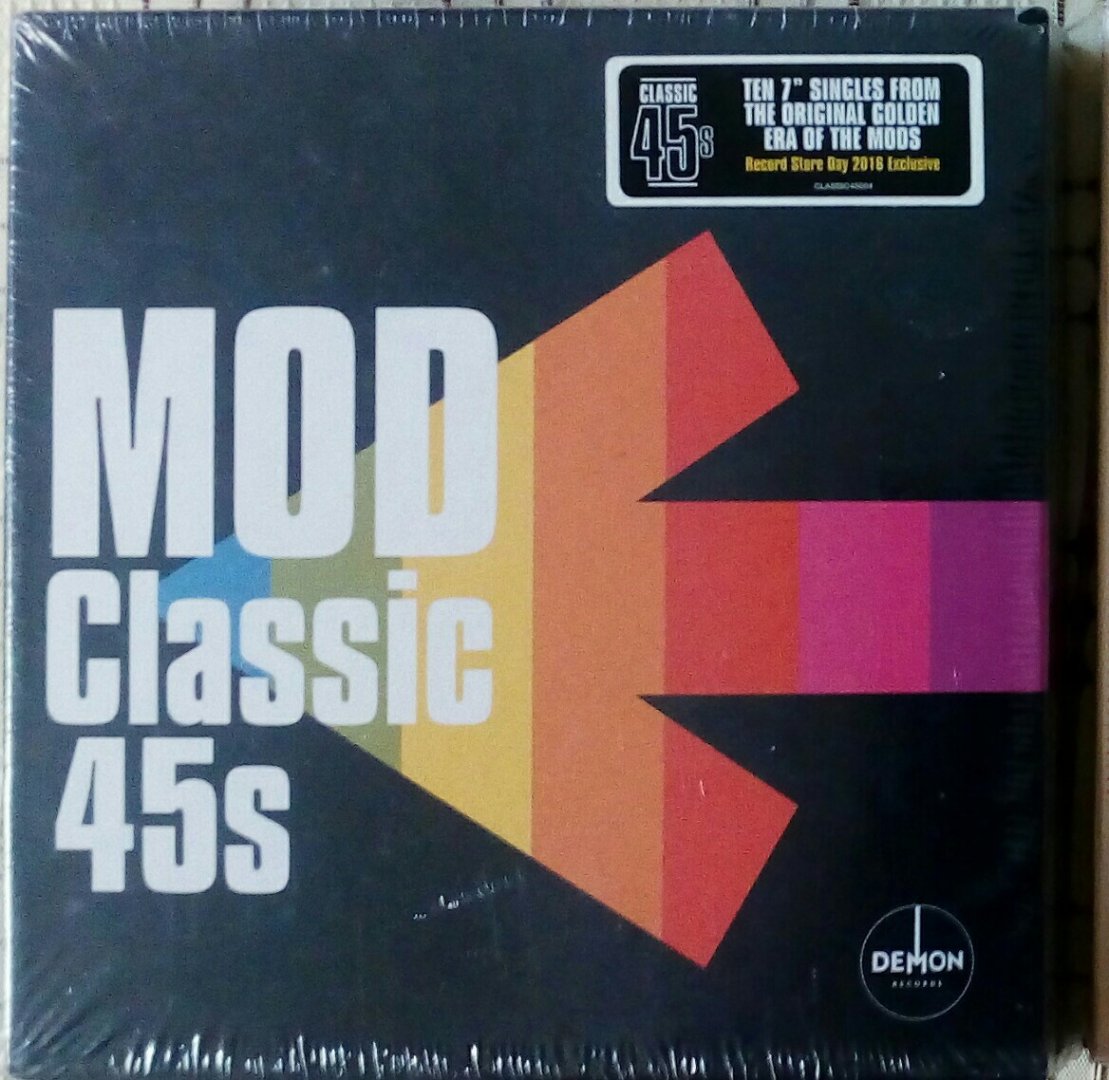 CLASSIC
45s
TEN 7" SINGLES FROM
THE ORIGINAL GOLDEN
ERA OF THE MODS
Record Store Day 2016 Exclusive
MOD
Classic
45s
DEMON
RECORDS